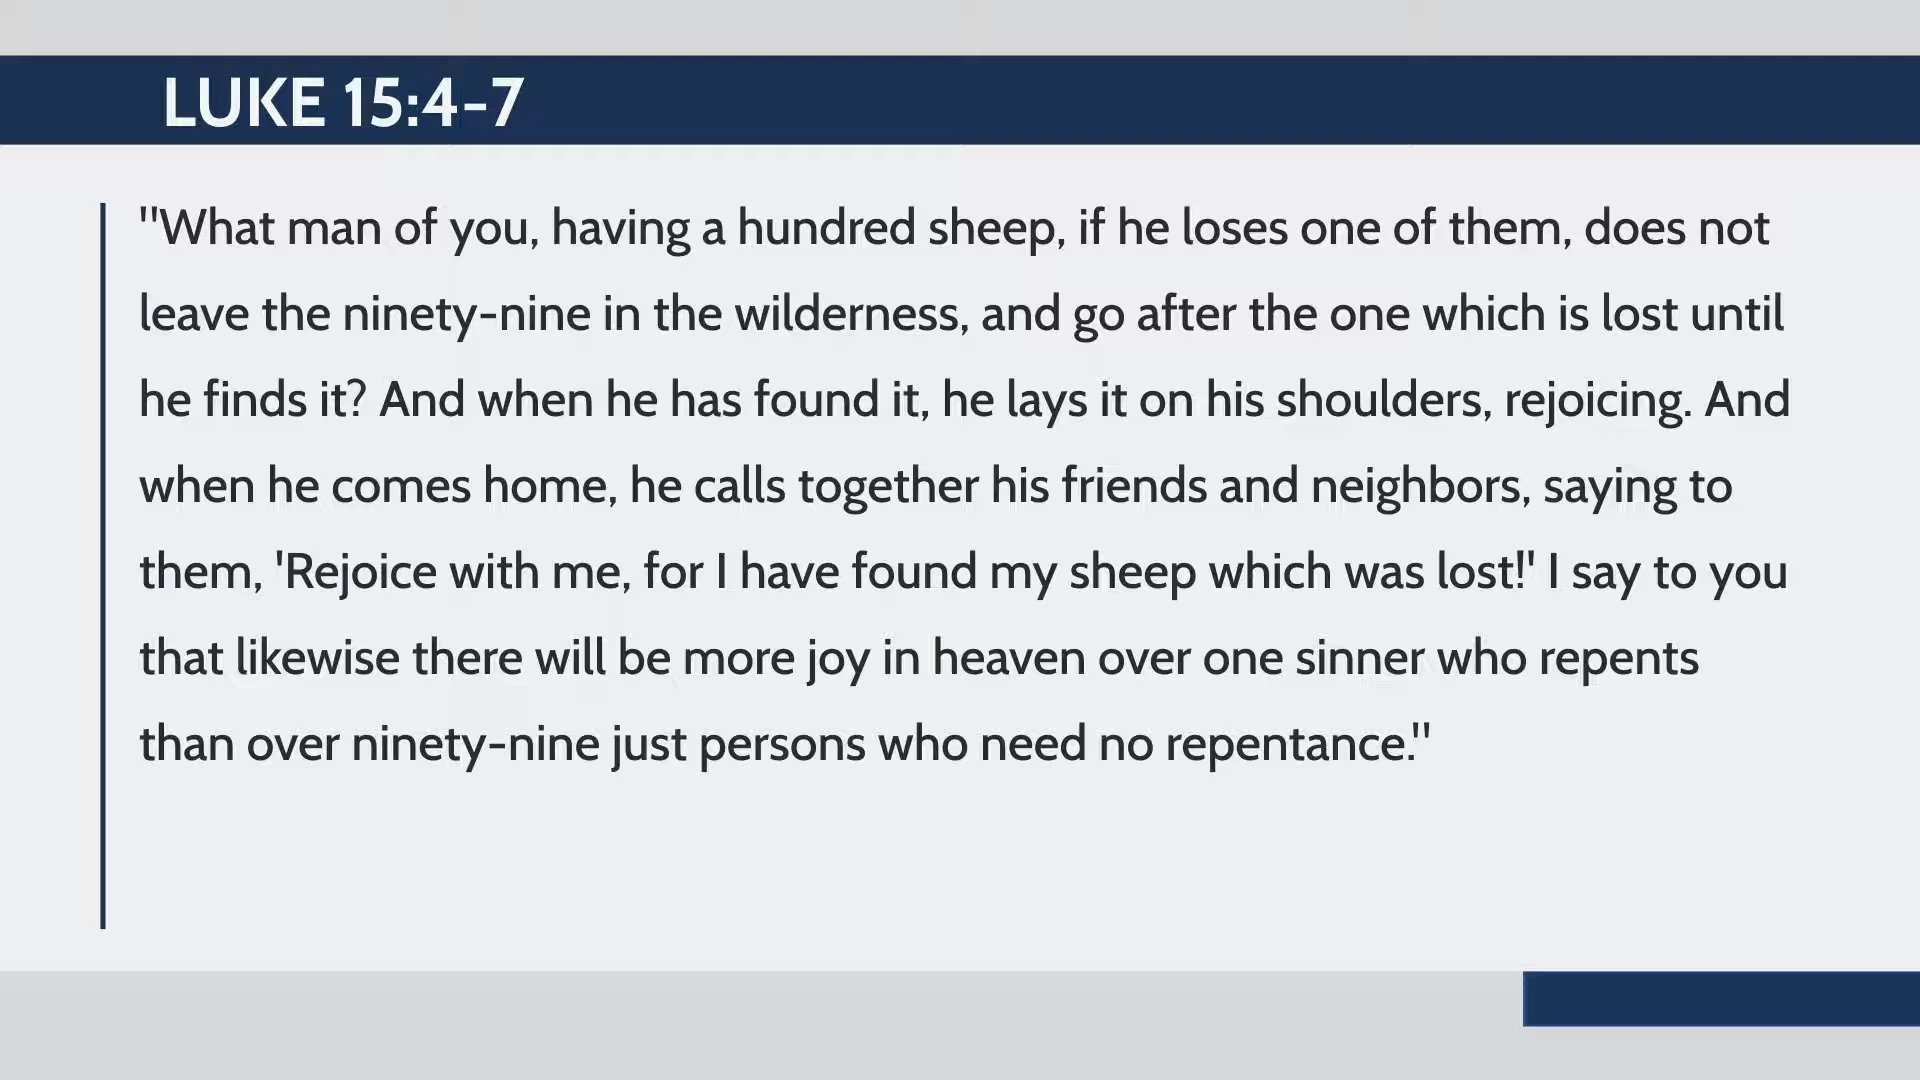 LUKE 15:4-7
"What man of you, having a hundred sheep, if he loses one of them, does not
leave the ninety-nine in the wilderness, and go after the one which is lost until
he finds it? And when he has found it, he lays it on his shoulders, rejoicing. And
when he comes home, he calls together his friends and neighbors, saying to
them, 'Rejoice with me, for I have found my sheep which was lost!' I say to you
that likewise there will be more joy in heaven over one sinner who repents
than over ninety-nine just persons who need no repentance."